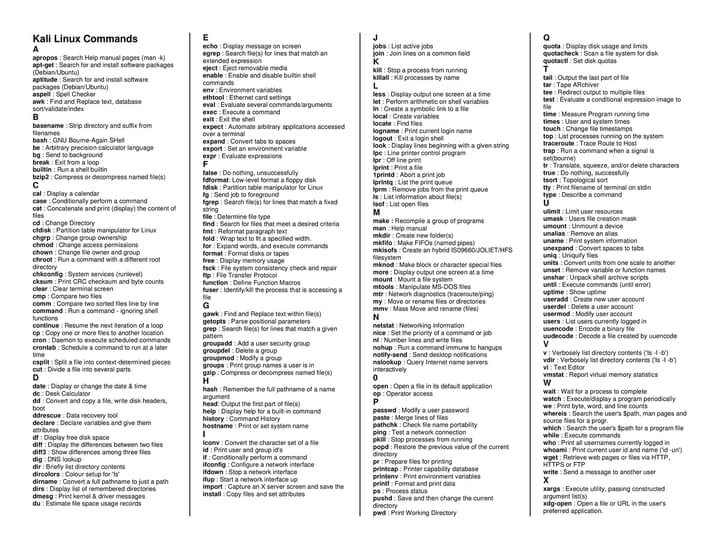 Kali Linux Commands
A
apropos : Search Help manual pages (man -k)
apt-get : Search for and install software packages
(Debian/Ubuntu)
aptitude : Search for and install software
packages (Debian/Ubuntu)
aspell : Spell Checker
awk : Find and Replace text, database
sort/validate/index
B
basename : Strip directory and suffix from
filenames
bash : GNU Bourne-Again SHell
bc : Arbitrary precision calculator language
bg : Send to background
break : Exit from a loop
builtin : Run a shell builtin
bzip2 : Compress or decompress named file(s)
C
cal : Display a calendar
case : Conditionally perform a command
cat : Concatenate and print (display) the content of
files
cd : Change Directory
cfdisk : Partition table manipulator for Linux
chgrp : Change group ownership
chmod : Change access permissions
chown : Change file owner and group
chroot : Run a command with a different root
directory
chkconfig : System services (runlevel)
cksum : Print CRC checksum and byte counts
clear : Clear terminal screen
cmp : Compare two files
comm : Compare two sorted files line by line
command : Run a command - ignoring shell
functions
continue : Resume the next iteration of a loop
cp : Copy one or more files to another location
cron : Daemon to execute scheduled commands
crontab : Schedule a command to run at a later
time
csplit : Split a file into context-determined pieces
cut : Divide a file into several parts
D
date : Display or change the date & time
dc : Desk Calculator
dd : Convert and copy a file, write disk headers,
boot
ddrescue : Data recovery tool
declare : Declare variables and give them
attributes
df : Display free disk space
diff : Display the differences between two files
diff3 : Show differences among three files
dig : DNS lookup
dir : Briefly list directory contents
dircolors : Colour setup for 'ls'
dirname : Convert a full pathname to just a path
dirs : Display list of remembered directories
dmesg : Print kernel & driver messages
du : Estimate file space usage records
E
echo : Display message on screen
egrep : Search file(s) for lines that match an
extended expression
eject : Eject removable media
enable : Enable and disable builtin shell
commands
env : Environment variables
ethtool : Ethernet card settings
eval : Evaluate several commands/arguments
exec : Execute a command
exit : Exit the shell
expect : Automate arbitrary applications accessed
over a terminal
expand : Convert tabs to spaces
export : Set an environment variable
expr : Evaluate expressions
F
false : Do nothing, unsuccessfully
fdformat: Low-level format a floppy disk
fdisk : Partition table manipulator for Linux
fg : Send job to foreground
fgrep : Search file(s) for lines that match a fixed
string
file : Determine file type
find : Search for files that meet a desired criteria
fmt : Reformat paragraph text
fold : Wrap text to fit a specified width.
for : Expand words, and execute commands
format : Format disks or tapes
free : Display memory usage
fsck : File system consistency check and repair
ftp : File Transfer Protocol
function : Define Function Macros
fuser : Identify/kill the process that is accessing a
file
G
gawk : Find and Replace text within file(s)
getopts : Parse positional parameters
grep : Search file(s) for lines that match a given
pattern
groupadd : Add a user security group
groupdel : Delete a group
groupmod : Modify a group
groups : Print group names a user is in
gzip : Compress or decompress named file(s)
H
hash : Remember the full pathname of a name
argument
head: Output the first part of file(s)
help : Display help for a built-in command
history : Command History
hostname : Print or set system name
I
iconv : Convert the character set of a file
id : Print user and group id's
if : Conditionally perform a command
ifconfig : Configure a network interface
ifdown : Stop a network interface
ifup : Start a network interface up
import : Capture an X server screen and save the
install : Copy files and set attributes
J
jobs : List active jobs
join : Join lines on a common field
K
kill : Stop a process from running
killall : Kill processes by name
L
less : Display output one screen at a time
let : Perform arithmetic on shell variables
ln : Create a symbolic link to a file
local : Create variables
locate : Find files
logname : Print current login name
logout : Exit a login shell
look : Display lines beginning with a given string
lpc : Line printer control program
lpr : Off line print
lprint : Print a file
1printd : Abort a print job
lprintq : List the print queue
lprm : Remove jobs from the print queue
ls : List information about file(s)
lsof : List open files
M
make : Recompile a group of programs
man : Help manual
mkdir : Create new folder(s)
mkfifo : Make FIFOs (named pipes)
mkisofs : Create an hybrid ISO9660/JOLIET/HFS
filesystem
mknod : Make block or character special files
more : Display output one screen at a time
mount : Mount a file system
mtools : Manipulate MS-DOS files
mtr : Network diagnostics (traceroute/ping)
mv : Move or rename files or directories
mmv : Mass Move and rename (files)
N
netstat : Networking information
nice : Set the priority of a command or job
nl : Number lines and write files
nohup : Run a command immune to hangups
notify-send : Send desktop notifications
nslookup : Query Internet name servers
interactively
0
open : Open a file in its default application
op : Operator access
P
passwd : Modify a user password
paste : Merge lines of files
pathchk : Check file name portability
ping : Test a network connection
pkill : Stop processes from running
popd : Restore the previous value of the current
directory
pr : Prepare files for printing
printcap : Printer capability database
printenv : Print environment variables
printf : Format and print data
ps : Process status
pushd : Save and then change the current
directory
pwd : Print Working Directory
Q
quota : Display disk usage and limits
quotacheck : Scan a file system for disk
quotactl : Set disk quotas
T
tail : Output the last part of file
tar : Tape ARchiver
tee : Redirect output to multiple files
test : Evaluate a conditional expression image to
file
time : Measure Program running time
times : User and system times
touch : Change file timestamps
top : List processes running on the system
traceroute : Trace Route to Host
trap : Run a command when a signal is
set(bourne)
tr : Translate, squeeze, and/or delete characters
true : Do nothing, successfully
tsort : Topological sort
tty : Print filename of terminal on stdin
type : Describe a command
U
ulimit : Limit user resources
umask : Users file creation mask
umount : Unmount a device
unalias : Remove an alias
uname : Print system information
unexpand : Convert spaces to tabs
uniq : Uniquify files
units : Convert units from one scale to another
unset : Remove variable or function names
unshar : Unpack shell archive scripts
until : Execute commands (until error)
uptime : Show uptime
useradd : Create new user account
userdel : Delete a user account
usermod : Modify user account
users : List users currently logged in
uuencode : Encode a binary file
uudecode : Decode a file created by uuencode
V
v : Verbosely list directory contents ('ls -l -b')
vdir : Verbosely list directory contents ('ls -l -b')
vi : Text Editor
vmstat : Report virtual memory statistics
W
wait : Wait for a process to complete
watch : Execute/display a program periodically
wc : Print byte, word, and line counts
whereis : Search the user's $path, man pages and
source files for a progr.
which : Search the user's $path for a program file
while : Execute commands
who : Print all usernames currently logged in
whoami : Print current user id and name ('id -un')
wget : Retrieve web pages or files via HTTP,
HTTPS or FTP
write : Send a message to another user
X
xargs : Execute utility, passing constructed
argument list(s)
xdg-open : Open a file or URL in the user's
preferred application.